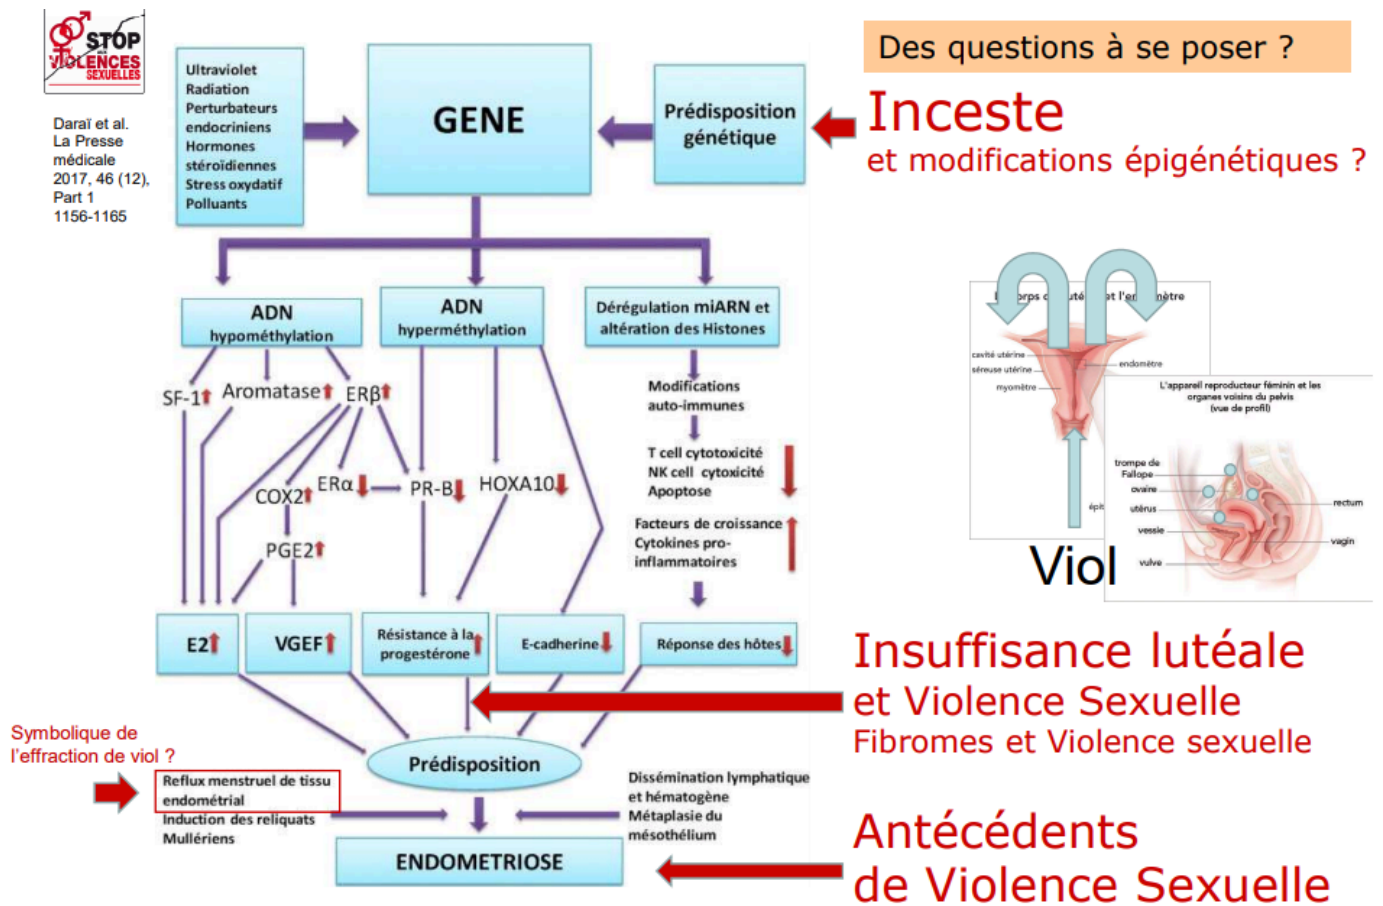 STOP
AUX
VIOLENCES
SEXUELLES
Daraï et al.
La Presse
médicale
2017, 46 (12),
Part 1
1156-1165
Ultraviolet
Radiation
Perturbateurs
endocriniens
Hormones
stéroïdiennes
Stress oxydatif
Polluants
GENE
Prédisposition
génétique
Des questions à se poser ?
Inceste
et modifications épigénétiques ?
ADN
hypométhylation
ADN
hyperméthylation
Dérégulation miARN et
altération des Histones
SF-1
Aromatase
ERβ
COX2
ERα
PR-B
HOXA10
PGE2
Modifications
auto-immunes
T cell cytotoxicité
NK cell cytoxicité
Apoptose
Facteurs de croissance
Cytokines pro-
inflammatoires
E2
VGEF
Résistance à la
progestérone
E-cadherine
Réponse des hôtes
cavité utérine
séreuse utérine
myomètre
endomètre
L'appareil reproducteur féminin et les
organes voisins du pelvis
(vue de profil)
trompe de
Fallope
ovaire
utérus
vessie
vulve
rectum
vagin
Viol
Insuffisance lutéale
et Violence Sexuelle
Fibromes et Violence sexuelle
Symbolique de
l'effraction de viol ?
Reflux menstruel de tissu
endométrial
Induction des reliquats
Mullériens
Prédisposition
Dissémination lymphatique
et hématogène
Métaplasie du
mésothélium
ENDOMETRIOSE
Antécédents
de Violence Sexuelle